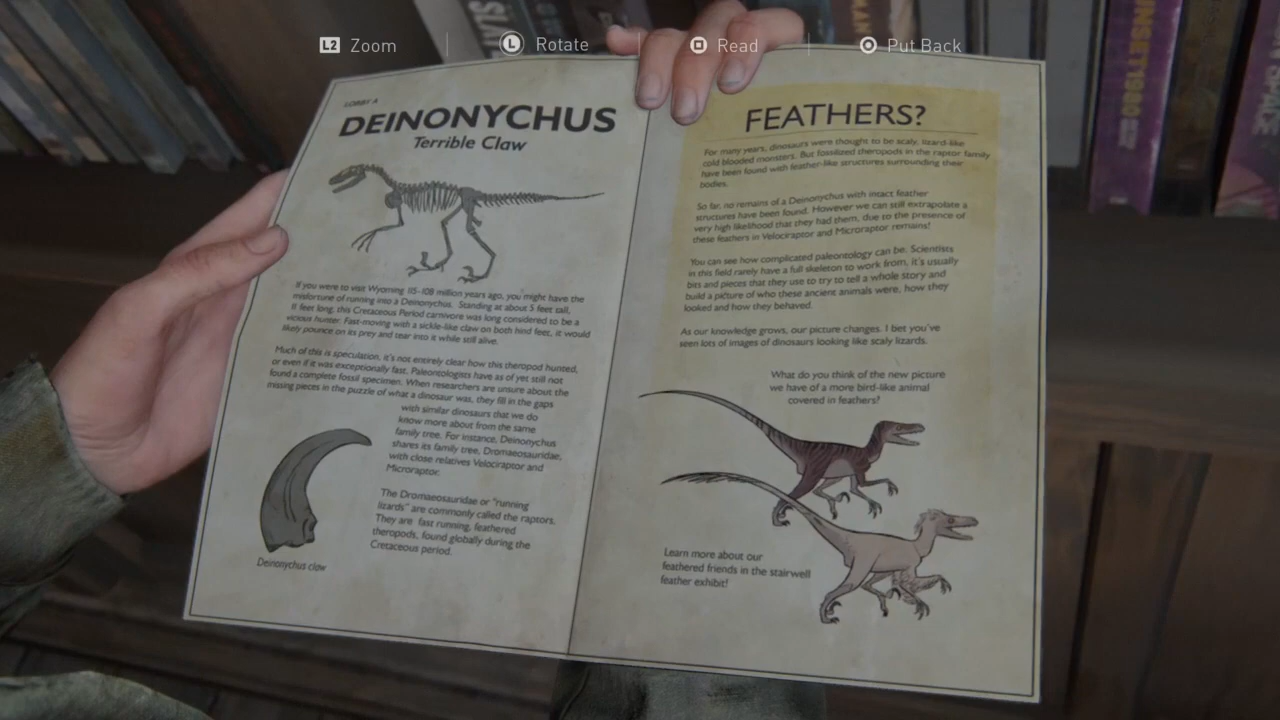 L2 Zoom
L Rotate
Read
Put Back
LOBBY A
DEINONYCHUS
Terrible Claw
If you were to visit Wyoming 115-108 million years ago, you might have the
misfortune of running into a Deinonychus. Standing at about 5 feet tall,
11 feet long, this Cretaceous Period carnivore was long considered to be a
vicious hunter. Fast-moving with a sickle-like claw on both hind feet, it would
likely pounce on its prey and tear into it while still alive.
Much of this is speculation, it's not entirely clear how this theropod hunted,
or even if it was exceptionally fast. Paleontologists have as of yet still not
found a complete fossil specimen. When researchers are unsure about the
missing pieces in the puzzle of what a dinosaur was, they fill in the gaps
with similar dinosaurs that we do
know more about from the same
family tree. For instance, Deinonychus
shares its family tree, Dromaeosauridae,
with close relatives Velociraptor and
Microraptor.
The Dromaeosauridae or "running
lizards" are commonly called the raptors.
They are fast running, feathered
theropods, found globally during the
Cretaceous period.
Deinonychus claw
FEATHERS?
For many years, dinosaurs were thought to be scaly, lizard-like
cold blooded monsters. But fossilized theropods in the raptor family
have been found with feather-like structures surrounding their
bodies.
So far, no remains of a Deinonychus with intact feather
structures have been found. However we can still extrapolate a
very high likelihood that they had them, due to the presence of
these feathers in Velociraptor and Microraptor remains!
You can see how complicated paleontology can be. Scientists
in this field rarely have a full skeleton to work from, it's usually
bits and pieces that they use to try to tell a whole story and
build a picture of who these ancient animals were, how they
looked and how they behaved.
As our knowledge grows, our picture changes. I bet you've
seen lots of images of dinosaurs looking like scaly lizards.
What do you think of the new picture
we have of a more bird-like animal
covered in feathers?
Learn more about our
feathered friends in the stairwell
feather exhibit!